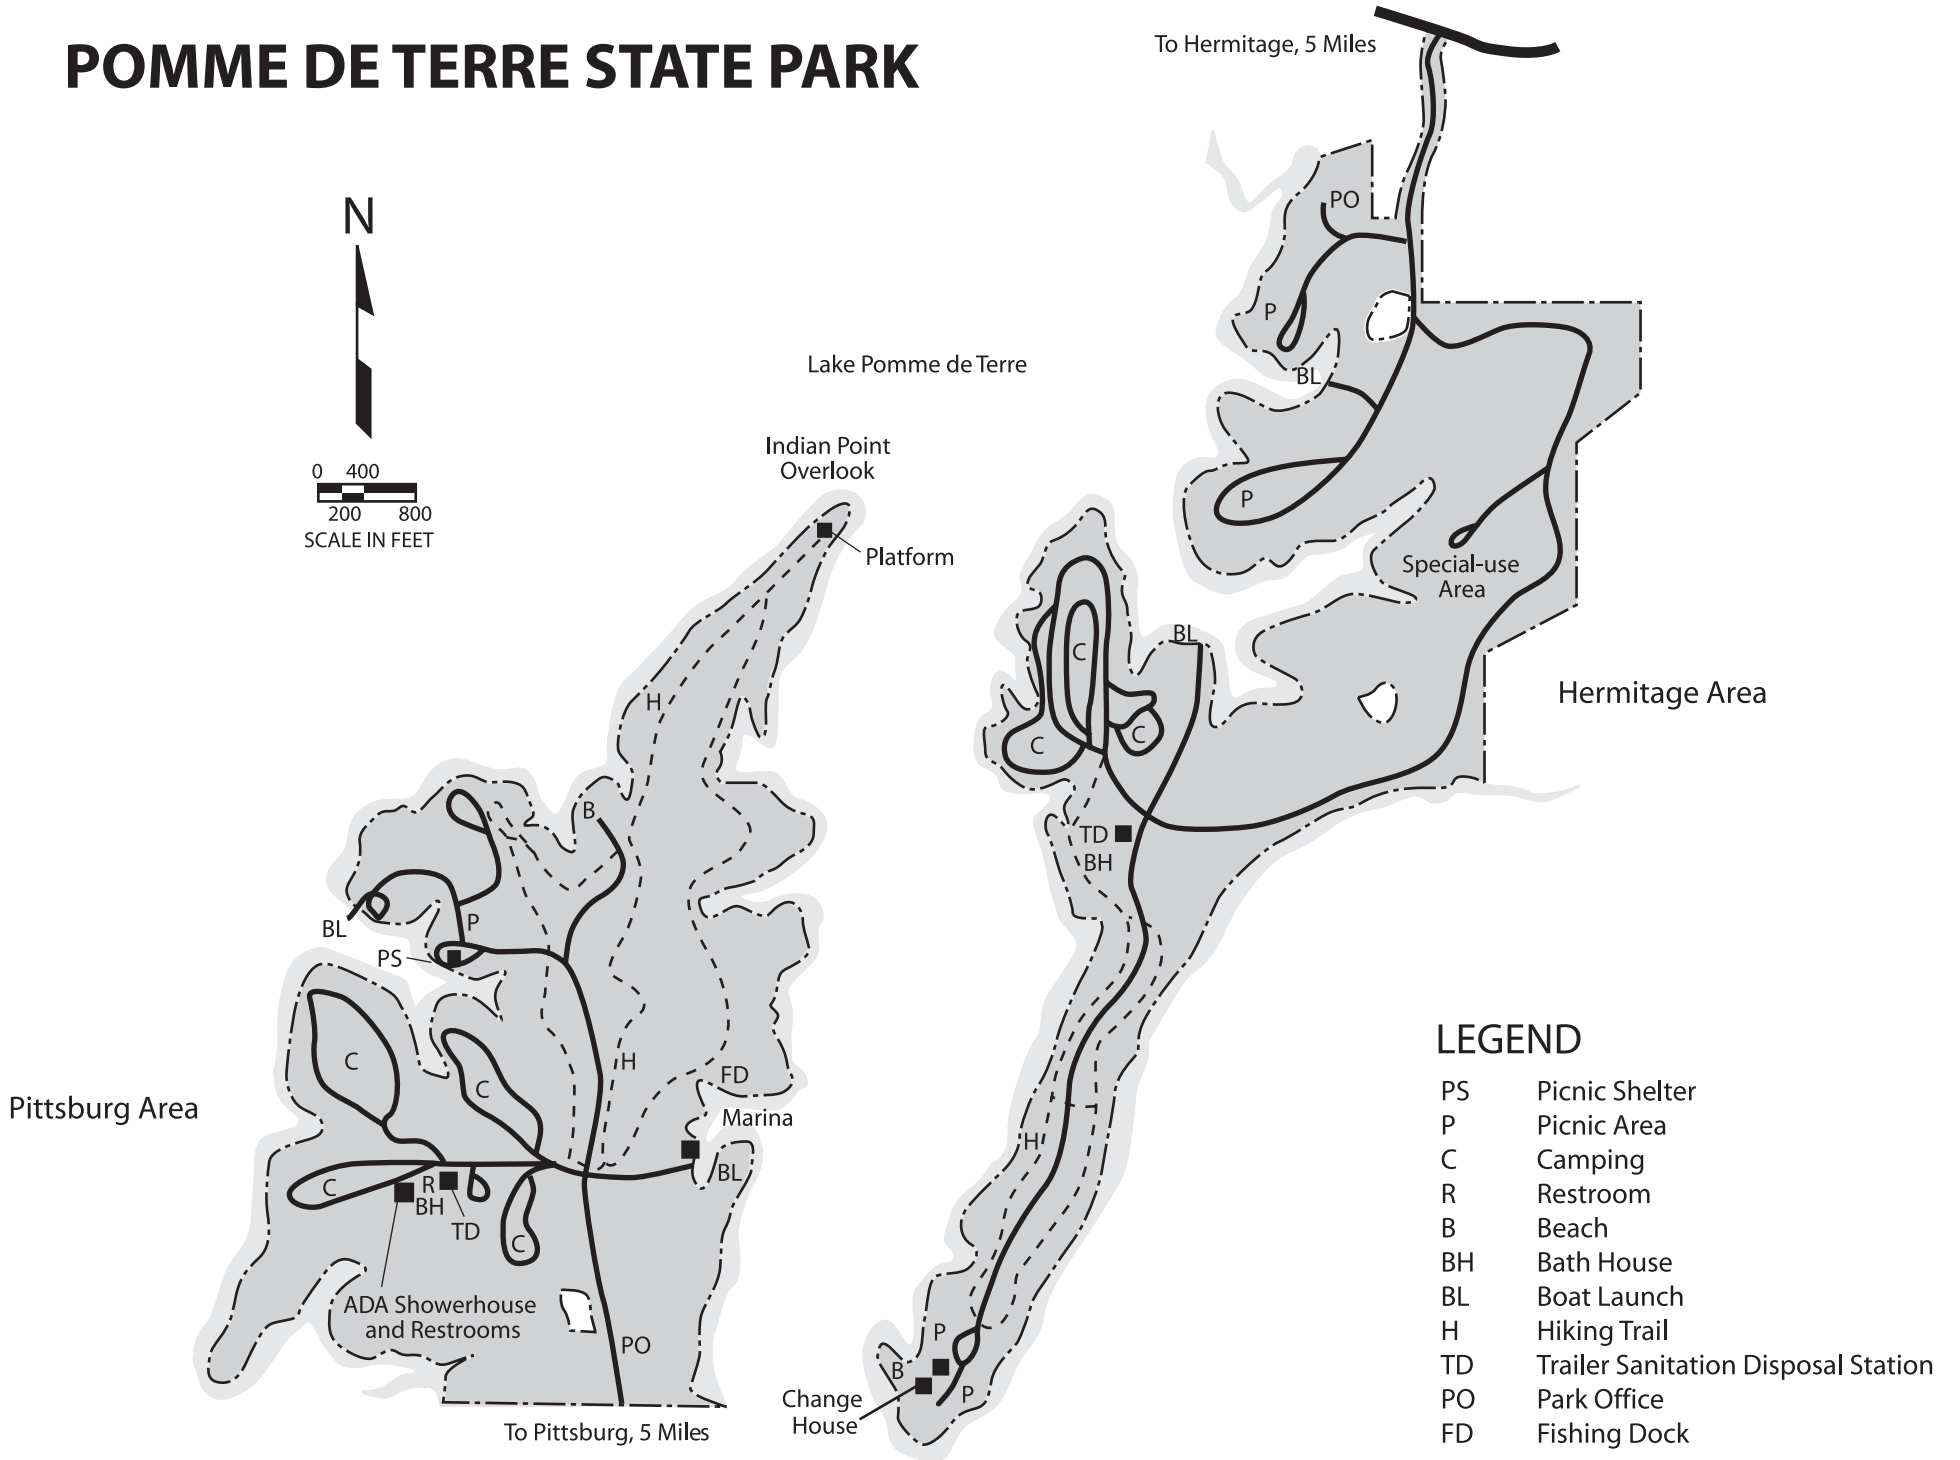 POMME DE TERRE STATE PARK
To Hermitage, 5 Miles
N
0 400
200 800
SCALE IN FEET
Lake Pomme de Terre
Indian Point
Overlook
Platform
PO
P
BL
P
Special-use
Area
BL
C
C
C
Hermitage Area
TD
BH
H
P
B
P
Change
House
H
B
BL
P
PS
C
C
H
FD
Marina
BL
Pittsburg Area
C
R
BH
TD
C
ADA Showerhouse
and Restrooms
PO
To Pittsburg, 5 Miles
LEGEND
PS Picnic Shelter
P Picnic Area
C Camping
R Restroom
B Beach
BH Bath House
BL Boat Launch
H Hiking Trail
TD Trailer Sanitation Disposal Station
PO Park Office
FD Fishing Dock